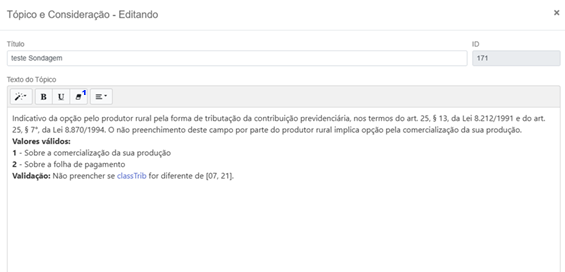 Tópico e Consideração - Editando
×
Título
ID
teste Sondagem
171
Texto do Tópico
B U 1
Indicativo da opção pelo produtor rural pela forma de tributação da contribuição previdenciária, nos termos do art. 25, § 13, da Lei 8.212/1991 e do art.
25, § 7°, da Lei 8.870/1994. O não preenchimento deste campo por parte do produtor rural implica opção pela comercialização da sua produção.
Valores válidos:
1 - Sobre a comercialização da sua produção
2 - Sobre a folha de pagamento
Validação: Não preencher se classTrib for diferente de [07, 21].